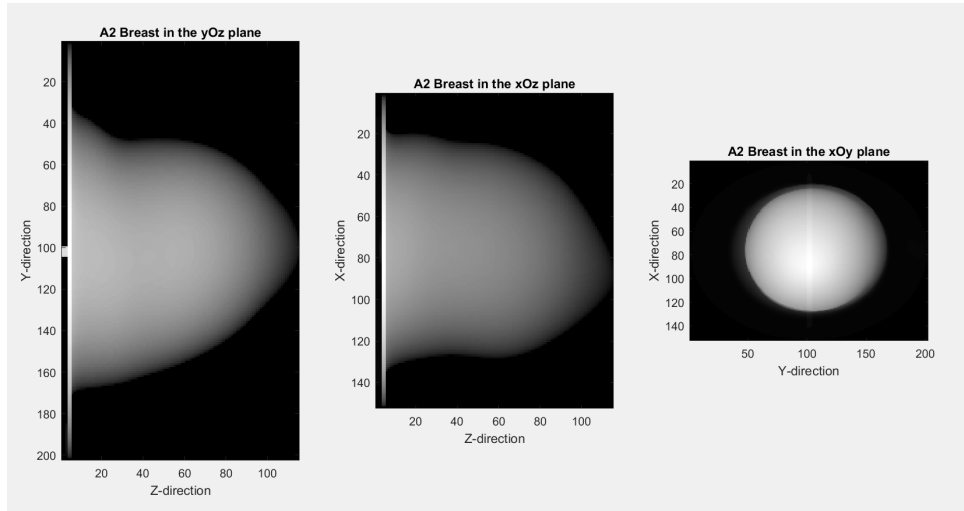 A2 Breast in the yOz plane
Y-direction
20
40
60
80
100
120
140
160
180
200
20 40 60 80 100
Z-direction
A2 Breast in the xOz plane
X-direction
20
40
60
80
100
120
140
20 40 60 80 100
Z-direction
A2 Breast in the xOy plane
X-direction
20
40
60
80
100
120
140
50 100 150 200
Y-direction